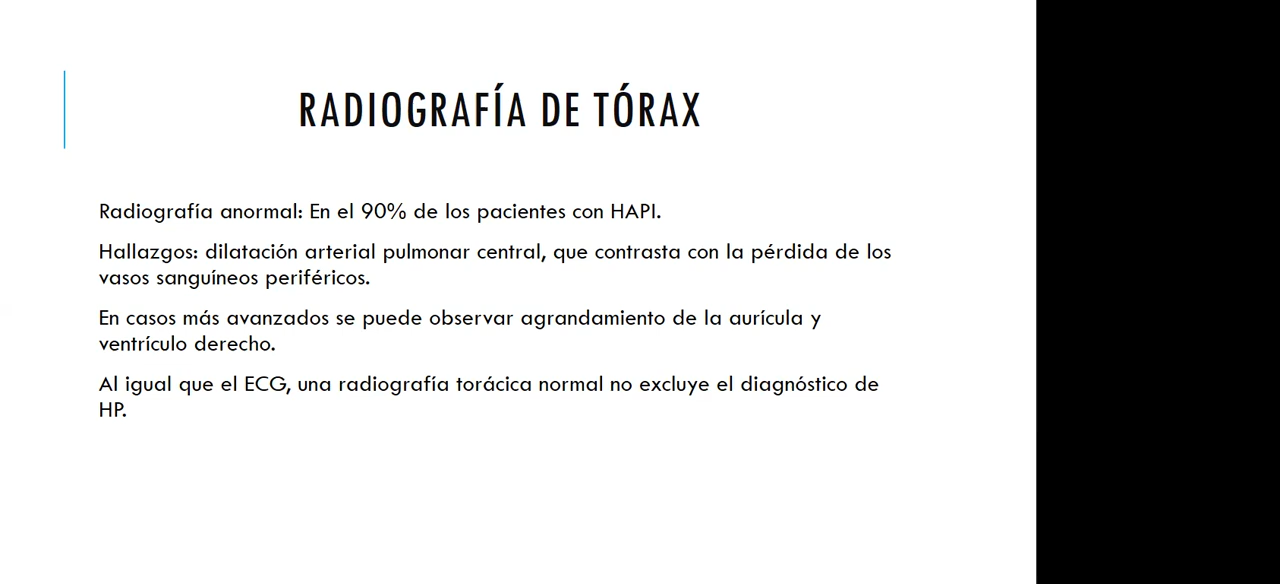 RADIOGRAFÍA DE TÓRAX
Radiografía anormal: En el 90% de los pacientes con HAPI.
Hallazgos: dilatación arterial pulmonar central, que contrasta con la pérdida de los
vasos sanguíneos periféricos.
En casos más avanzados se puede observar agrandamiento de la aurícula y
ventrículo derecho.
Al igual que el ECG, una radiografía torácica normal no excluye el diagnóstico de
HP.